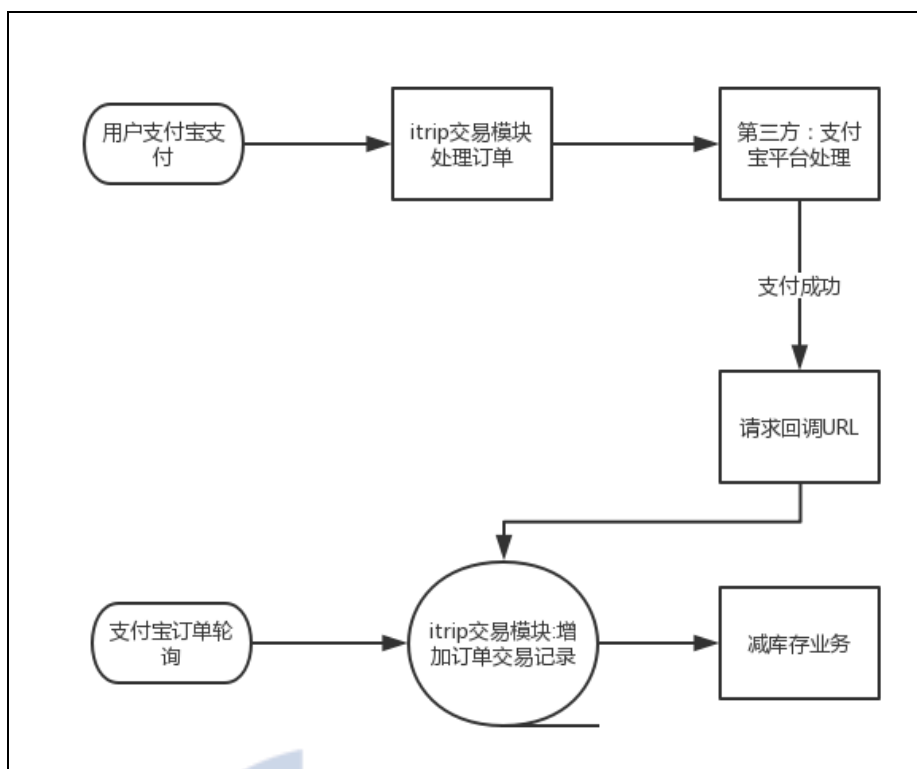 用户支付宝支
付
itrip交易模块
处理订单
第三方：支付
宝平台处理
支付成功
请求回调URL
支付宝订单轮
询
itrip交易模块:增
加订单交易记录
减库存业务